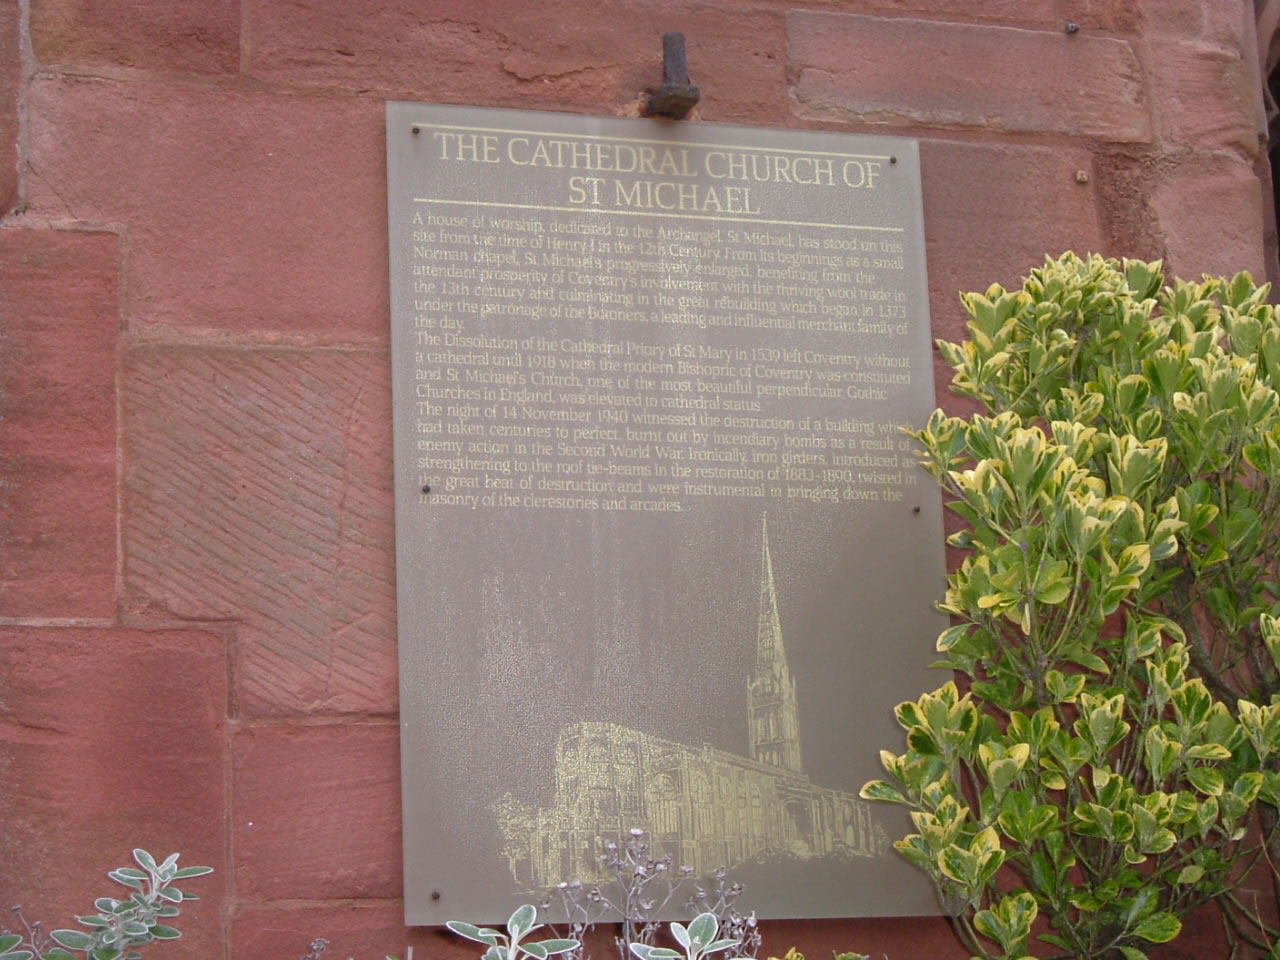 THE CATHEDRAL CHURCH OF
ST MICHAEL
A house of worship, dedicated to the Archangel, St Michael, has stood on this
site from the time of Henry I in the 12th Century. From its beginnings as a small
Norman chapel, St Michael's progressively enlarged, benefiting from the
attendant prosperity of Coventry's involvement with the thriving wool trade in
the 13th century and culminating in the great rebuilding which began in 1373
under the patronage of the Botoners, a leading and influential merchant family of
the day.
The Dissolution of the Cathedral Priory of St Mary in 1539 left Coventry without
a cathedral until 1918 when the modern Bishopric of Coventry was constituted
and St Michael's Church, one of the most beautiful perpendicular Gothic
Churches in England, was elevated to cathedral status.
The night of 14 November 1940 witnessed the destruction of a building
had taken centuries to perfect, burnt out by incendiary bombs as a result of
enemy action in the Second World War. Ironically, iron girders, introduced as
strengthening to the roof tie-beams in the restoration of 1883-1890, twisted in
the great heat of destruction and were instrumental in bringing down the
masonry of the clerestories and arcades.